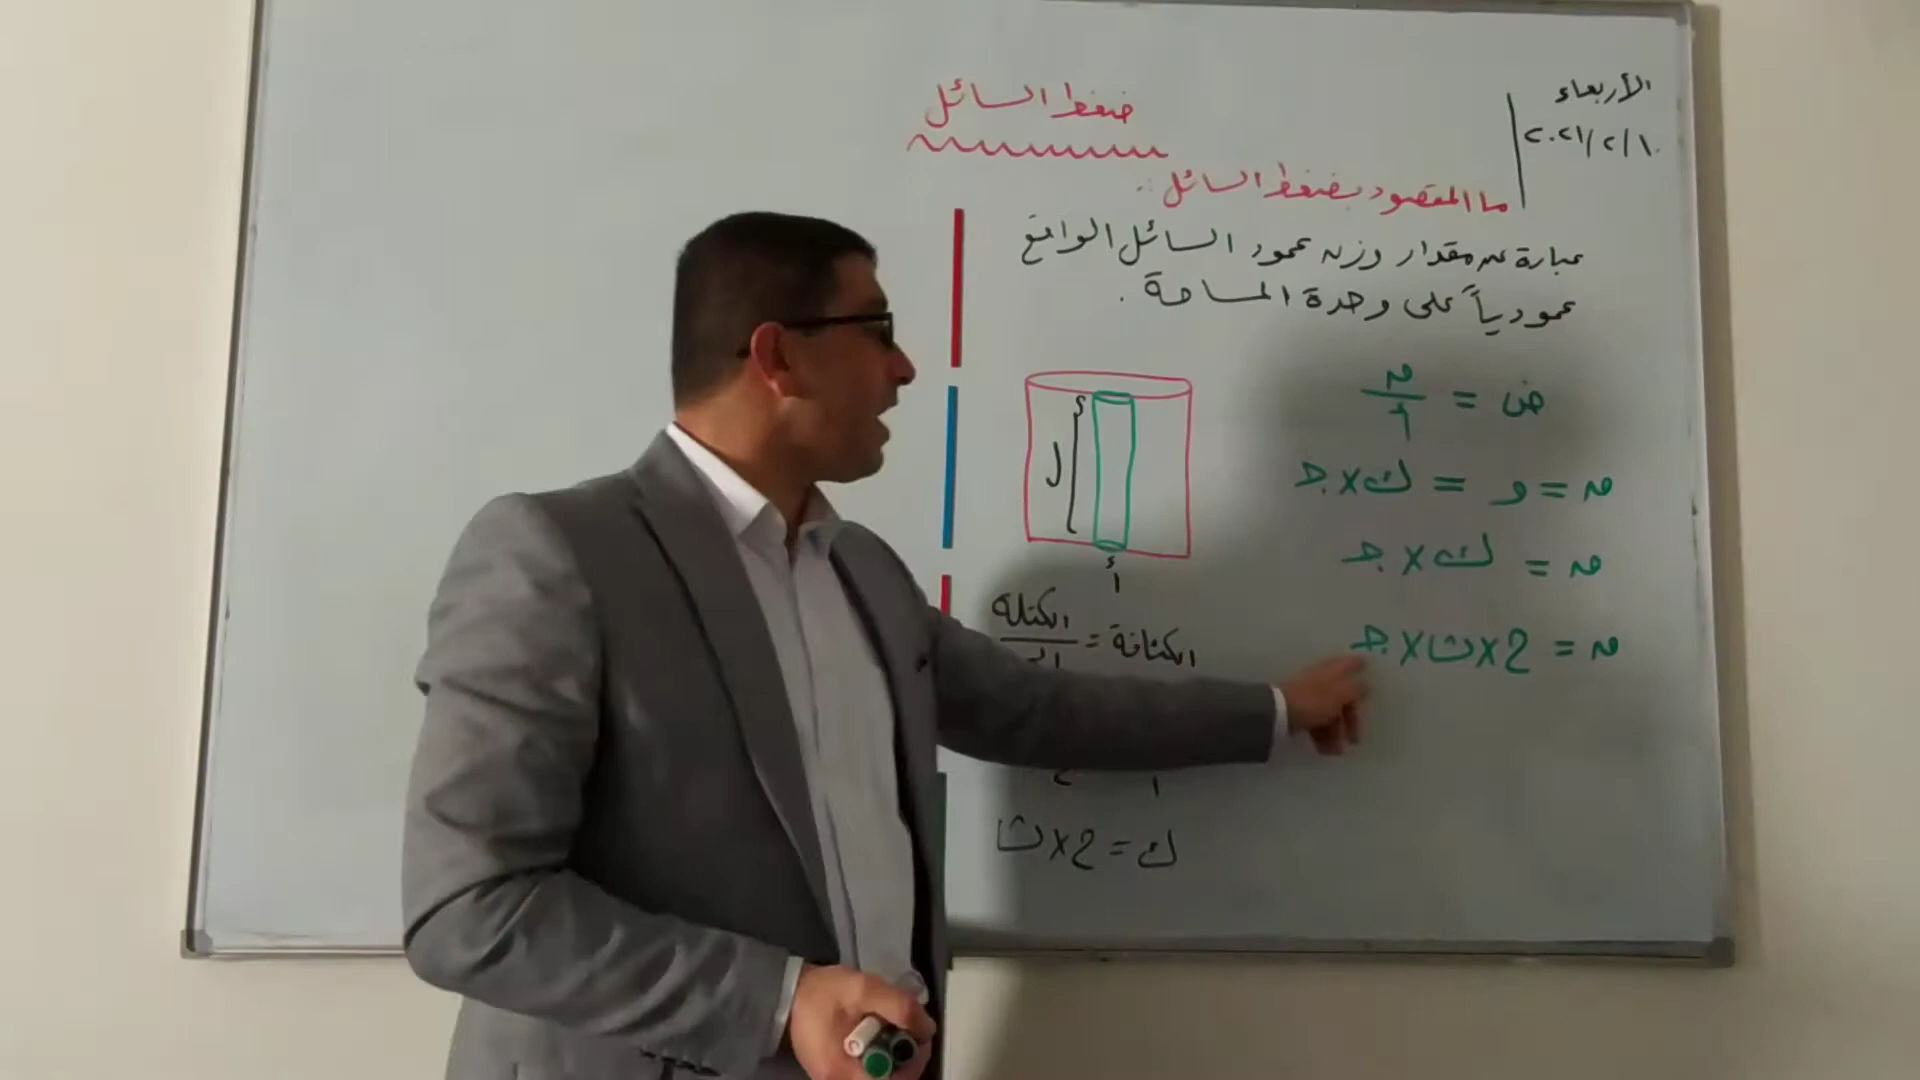 الأربعاء
٢٠٢١/٢/١٠
ضغط السائل
ما المقصود بضغط السائل
عبارة عن مقدار وزن عمود السائل الواقع
عمودياً على وحدة المساحة .
ض = ق / أ
ق = و = ك × جـ
ق = ك × جـ
ق = ح × ث × جـ
ل
أ
الكثافة = الكتلة
ك = ح × ث